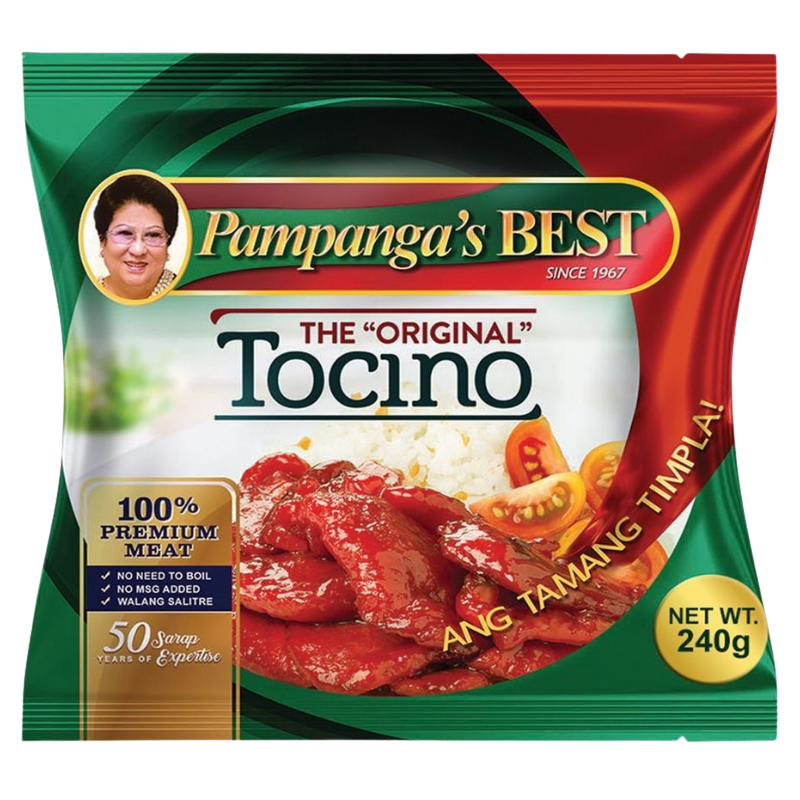 Pampanga's BEST
SINCE 1967
THE "ORIGINAL"
Tocino
100%
PREMIUM
MEAT
NO NEED TO BOIL
NO MSG ADDED
WALANG SALITRE
50 Sarap
YEARS OF Expertise
ANG TAMANG TIMPLA!
NET WT.
240g